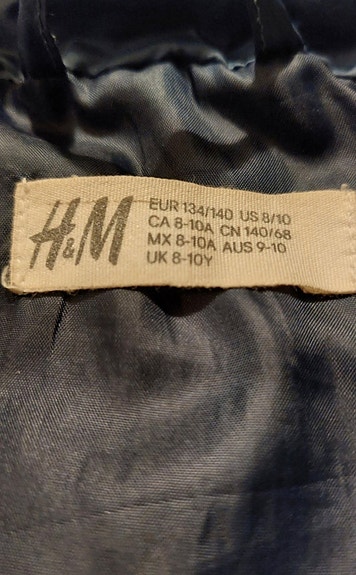 H&M
EUR 134/140 US 8/10
CA 8-10A CN 140/68
MX 8-10A AUS 9-10
UK 8-10Y